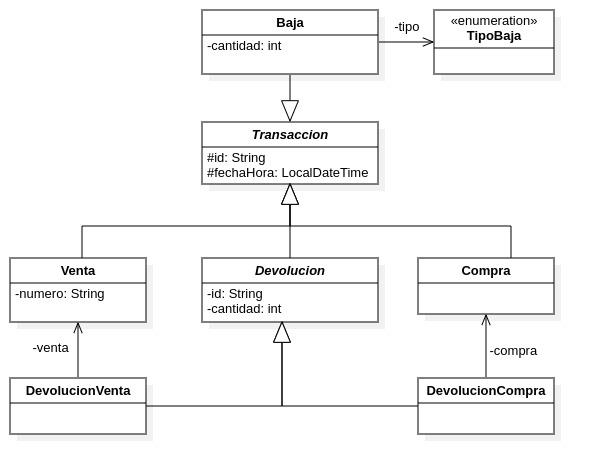 Baja
-cantidad: int
-tipo
«enumeration»
TipoBaja
Transaccion
#id: String
#fechaHora: LocalDateTime
Venta
-numero: String
Devolucion
-id: String
-cantidad: int
Compra
-venta
-compra
DevolucionVenta
DevolucionCompra